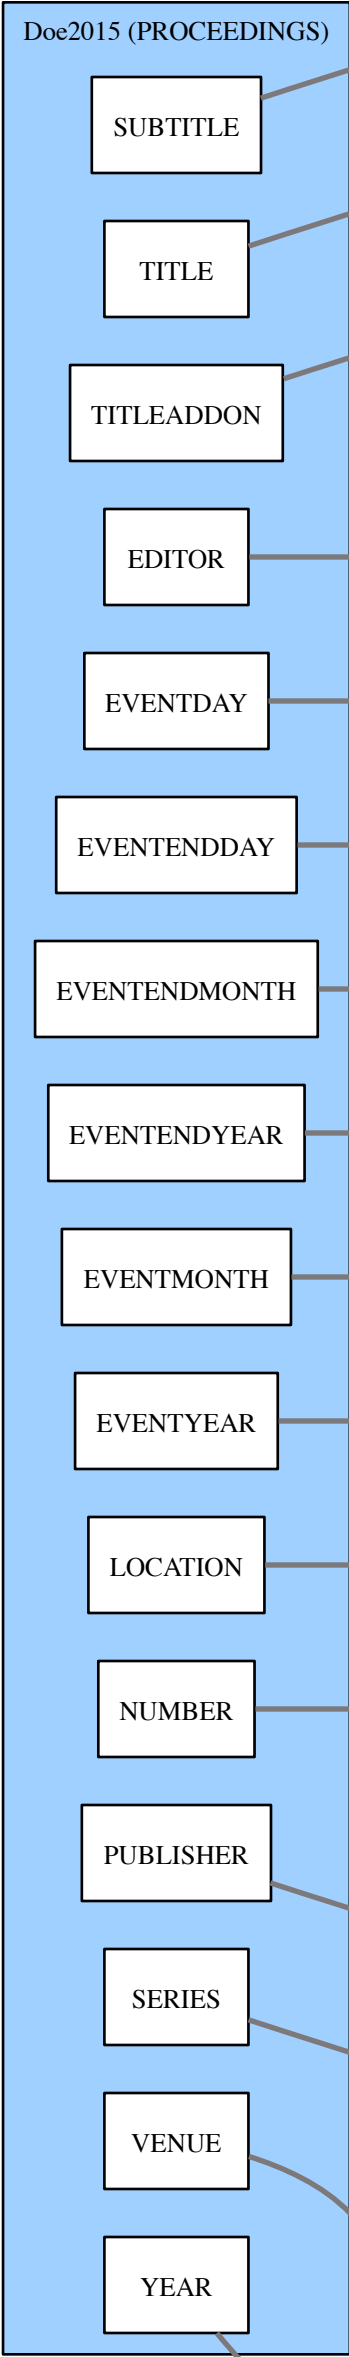 Doe2015 (PROCEEDINGS)
SUBTITLE
TITLE
TITLEADDON
EDITOR
EVENTDAY
EVENTENDDAY
EVENTENDMONTH
EVENTENDYEAR
EVENTMONTH
EVENTYEAR
LOCATION
NUMBER
PUBLISHER
SERIES
VENUE
YEAR